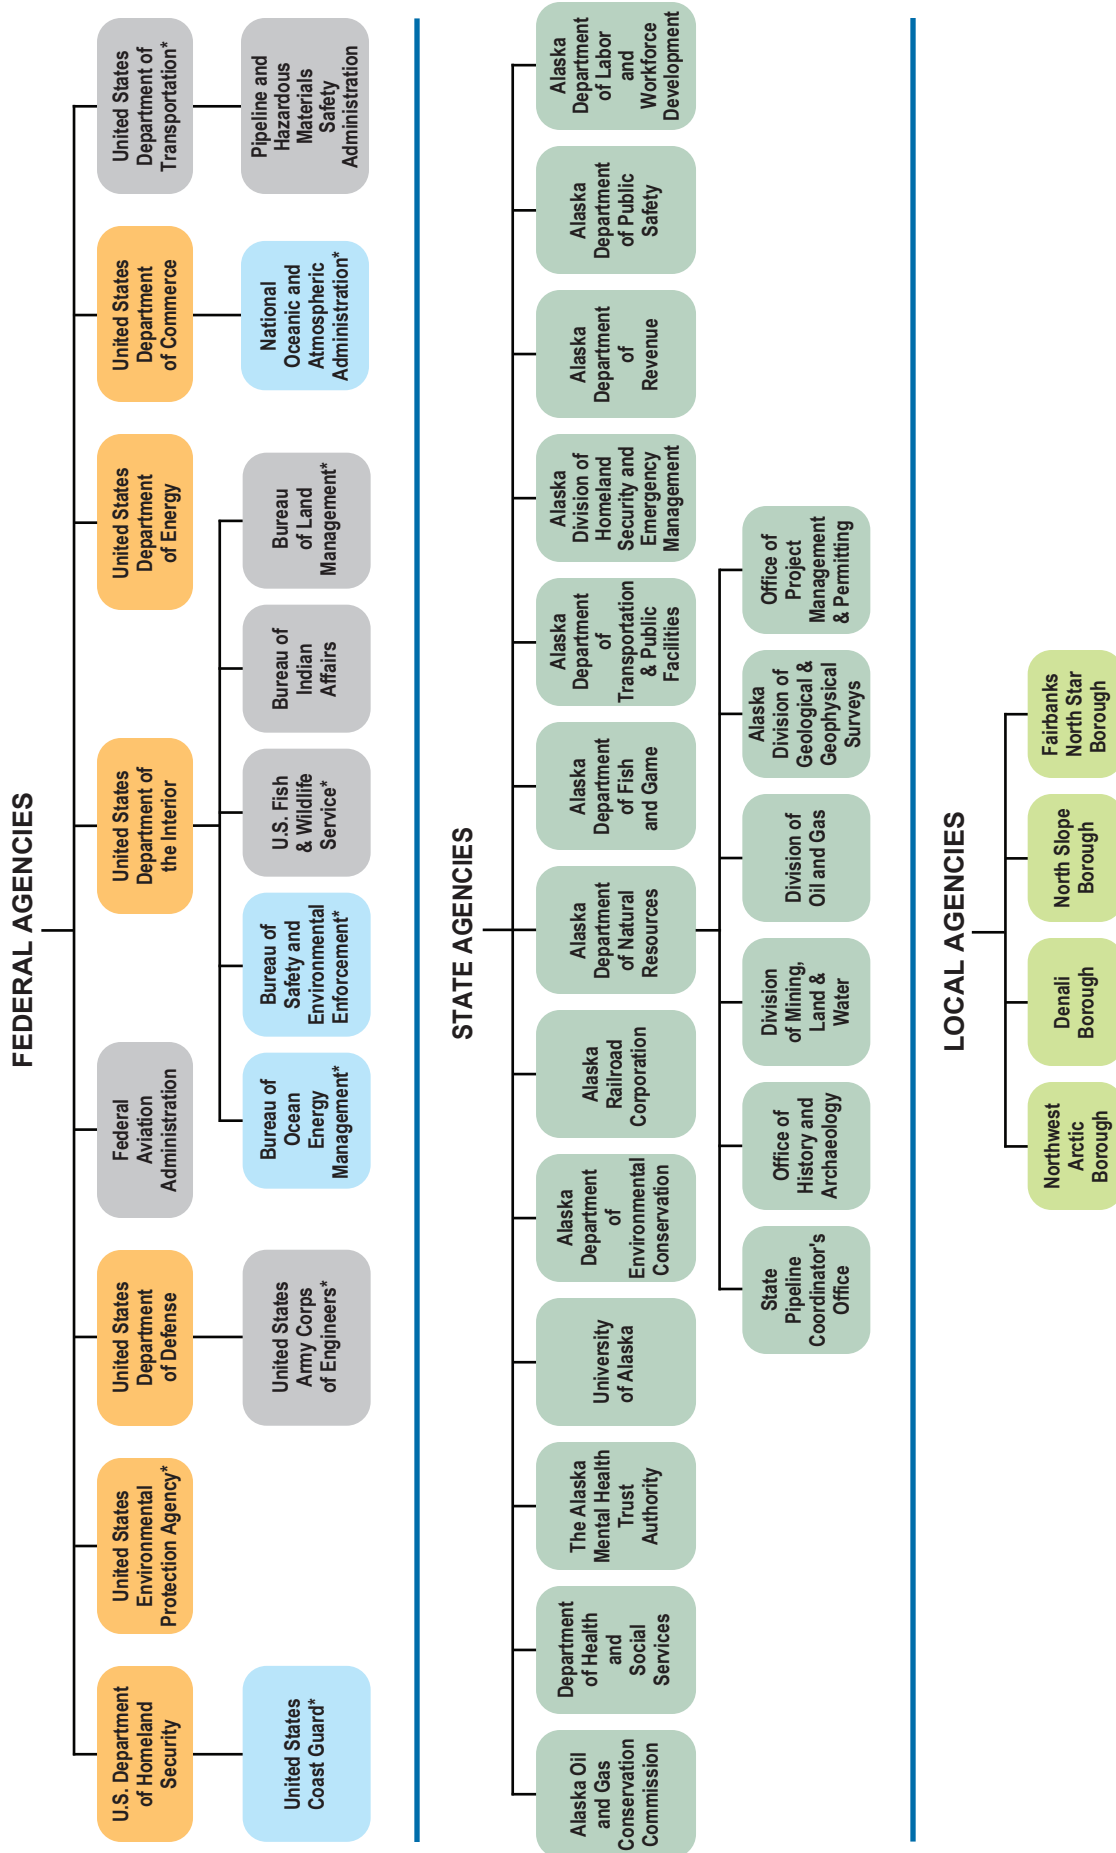 FEDERAL AGENCIES
U.S. Department
of Homeland
Security
United States
Environmental
Protection Agency*
United States
Department
of Defense
Federal
Aviation
Administration
United States
Department of
the Interior
United States
Department
of Energy
United States
Department
of Commerce
United States
Department of
Transportation*
United States
Coast Guard*
United States
Army Corps
of Engineers*
Bureau of
Ocean
Energy
Management*
Bureau of
Safety and
Environmental
Enforcement*
U.S. Fish
& Wildlife
Service*
Bureau of
Indian
Affairs
Bureau
of Land
Management*
National
Oceanic and
Atmospheric
Administration*
Pipeline and
Hazardous
Materials
Safety
Administration
STATE AGENCIES
Alaska Oil
and Gas
Conservation
Commission
Department
of Health
and
Social
Services
The Alaska
Mental Health
Trust
Authority
University
of Alaska
Alaska
Department
of
Environmental
Conservation
Alaska
Railroad
Corporation
Alaska
Department
of Natural
Resources
Alaska
Department
of Fish
and Game
Alaska
Department
of
Transportation
& Public
Facilities
Alaska
Division of
Homeland
Security and
Emergency
Management
Alaska
Department
of
Revenue
Alaska
Department
of Public
Safety
Alaska
Department
of Labor
and
Workforce
Development
State
Pipeline
Coordinator's
Office
Office of
History and
Archaeology
Division
of Mining,
Land &
Water
Division of
Oil and Gas
Alaska
Division of
Geological &
Geophysical
Surveys
Office of
Project
Management
& Permitting
LOCAL AGENCIES
Northwest
Arctic
Borough
Denali
Borough
North Slope
Borough
Fairbanks
North Star
Borough